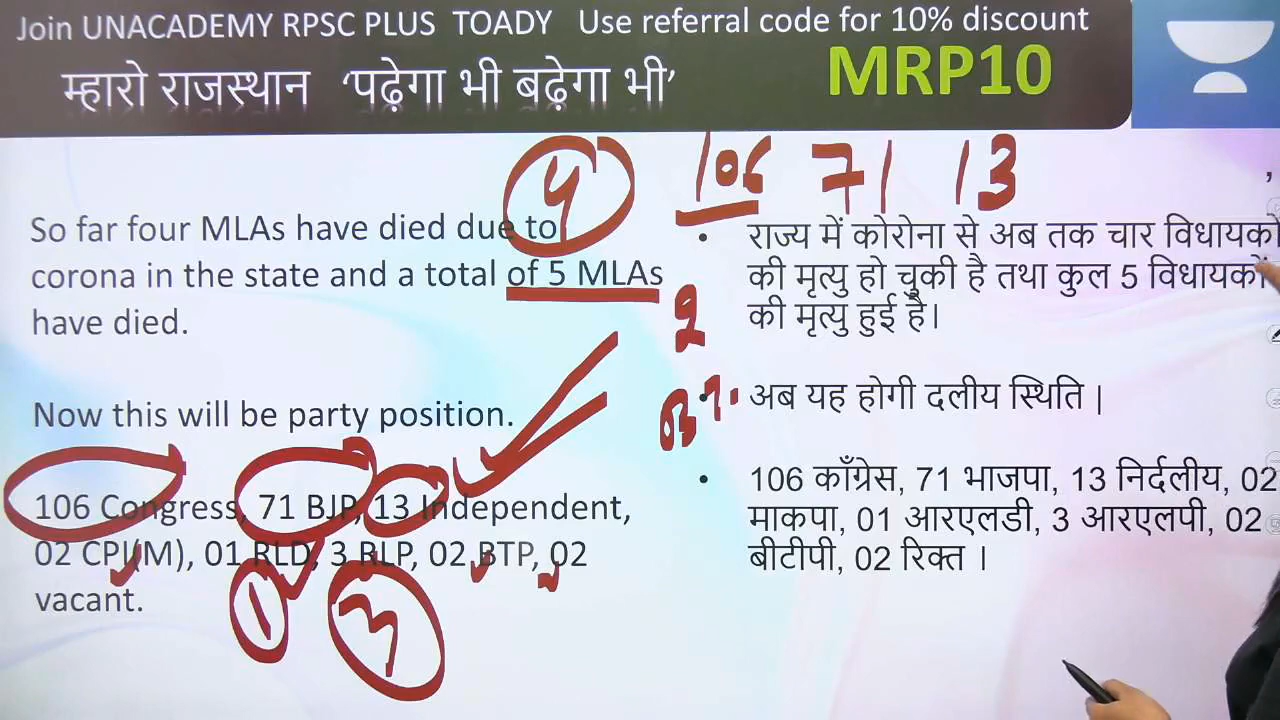 Join UNACADEMY RPSC PLUS TOADY Use referral code for 10% discount
म्हारो राजस्थान ‘पढ़ेगा भी बढ़ेगा भी’ MRP10
4 106 71 13
So far four MLAs have died due to
corona in the state and a total of 5 MLAs
have died.
Now this will be party position.
106 Congress, 71 BJP, 13 Independent,
02 CPI(M), 01 RLD, 3 RLP, 02 BTP, 02
vacant.
1 3
• राज्य में कोरोना से अब तक चार विधायकों
की मृत्यु हो चुकी है तथा कुल 5 विधायकों
की मृत्यु हुई है।
2
• अब यह होगी दलीय स्थिति |
• 106 काँग्रेस, 71 भाजपा, 13 निर्दलीय, 02
माकपा, 01 आरएलडी, 3 आरएलपी, 02
बीटीपी, 02 रिक्त ।